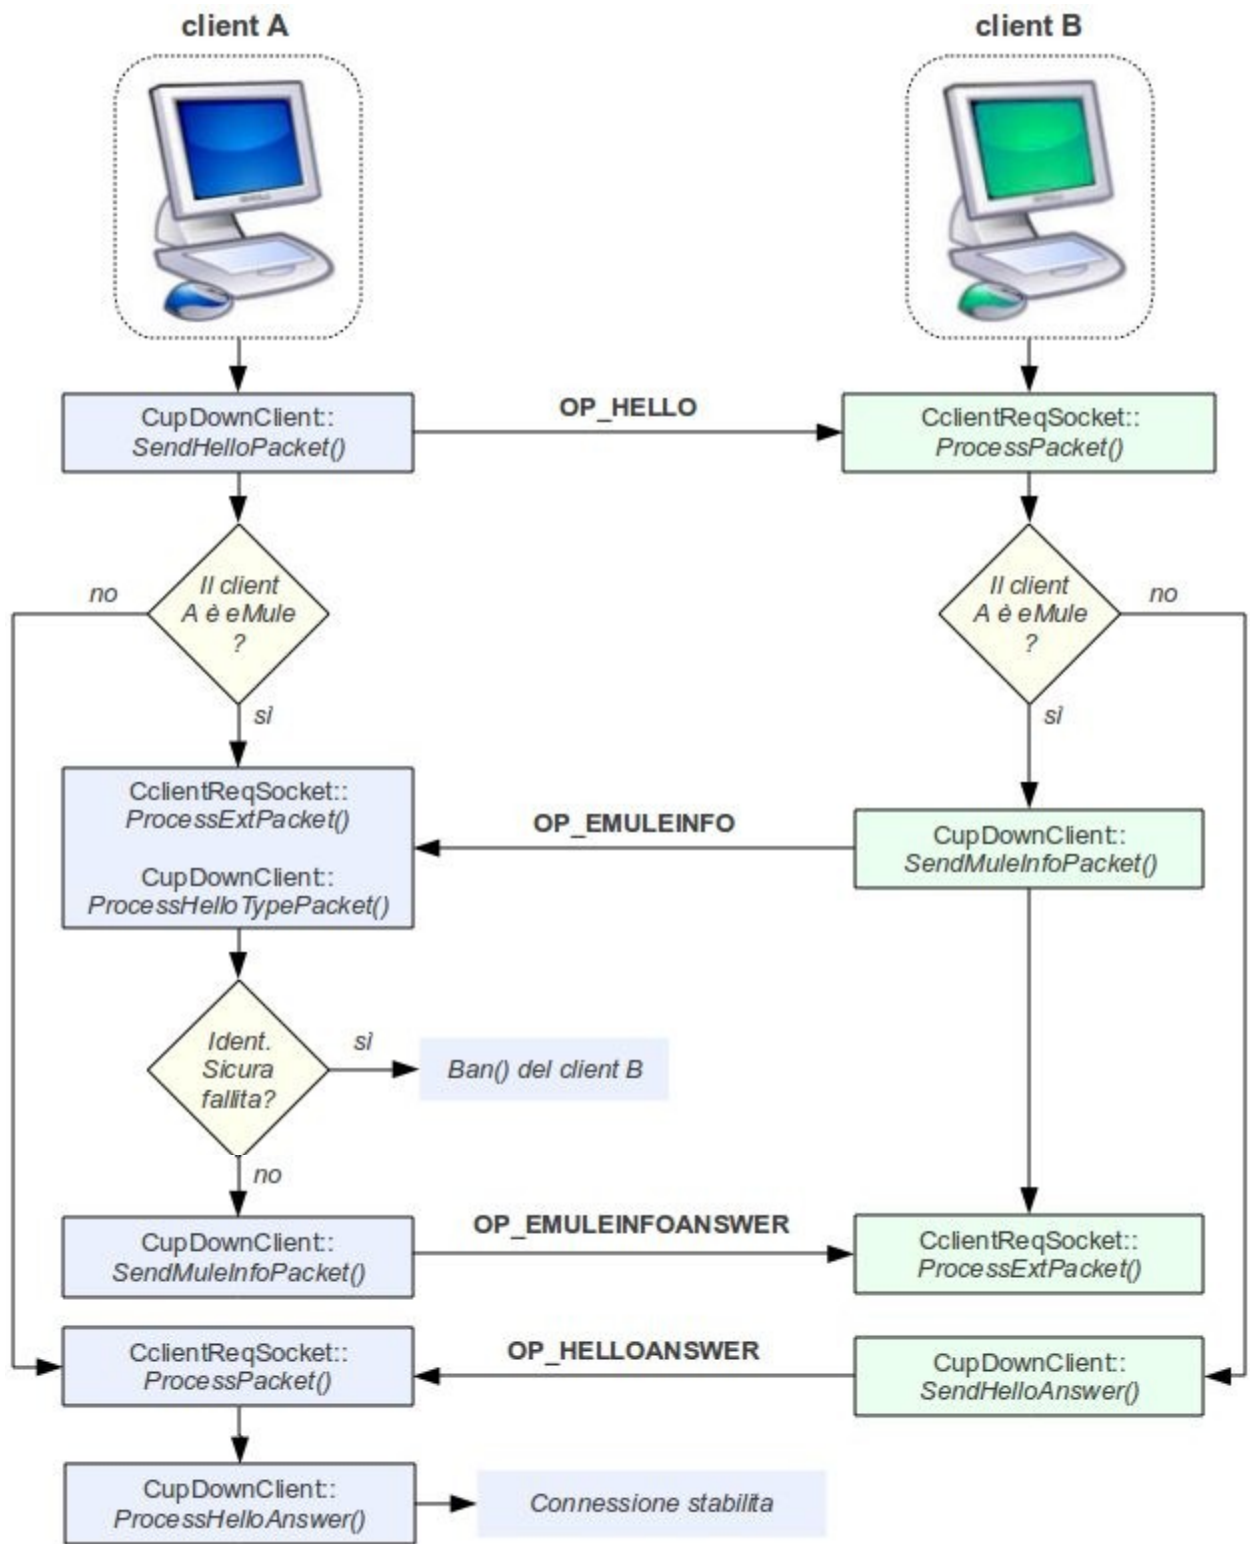 client A
client B
CupDownClient::
SendHelloPacket()
OP_HELLO
CclientReqSocket::
ProcessPacket()
no
Il client
A è eMule
?
sì
Il client
A è eMule
?
no
sì
CclientReqSocket::
ProcessExtPacket()
CupDownClient::
ProcessHelloTypePacket()
OP_EMULEINFO
CupDownClient::
SendMuleInfoPacket()
Ident.
Sicura
fallita?
sì
Ban() del client B
no
CupDownClient::
SendMuleInfoPacket()
OP_EMULEINFOANSWER
CclientReqSocket::
ProcessExtPacket()
CclientReqSocket::
ProcessPacket()
OP_HELLOANSWER
CupDownClient::
SendHelloAnswer()
CupDownClient::
ProcessHelloAnswer()
Connessione stabilita